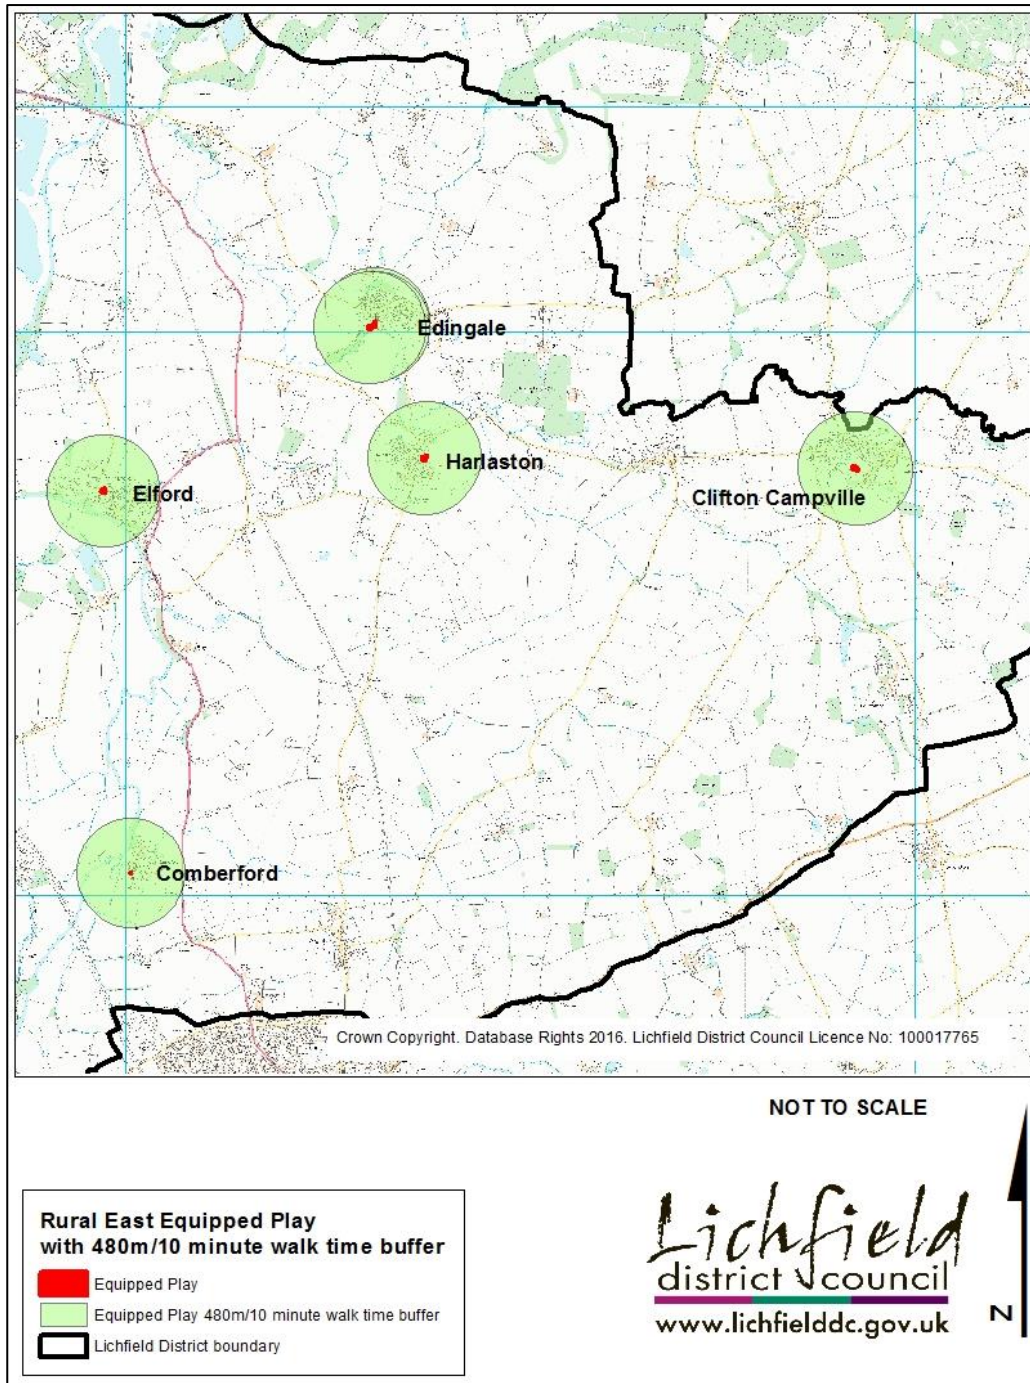 Edingale
Harlaston
Elford
Clifton Campville
Comberford
Crown Copyright. Database Rights 2016. Lichfield District Council Licence No: 100017765
NOT TO SCALE
Rural East Equipped Play
with 480m/10 minute walk time buffer
Equipped Play
Equipped Play 480m/10 minute walk time buffer
Lichfield District boundary
Lichfield
district council
www.lichfielddc.gov.uk
N